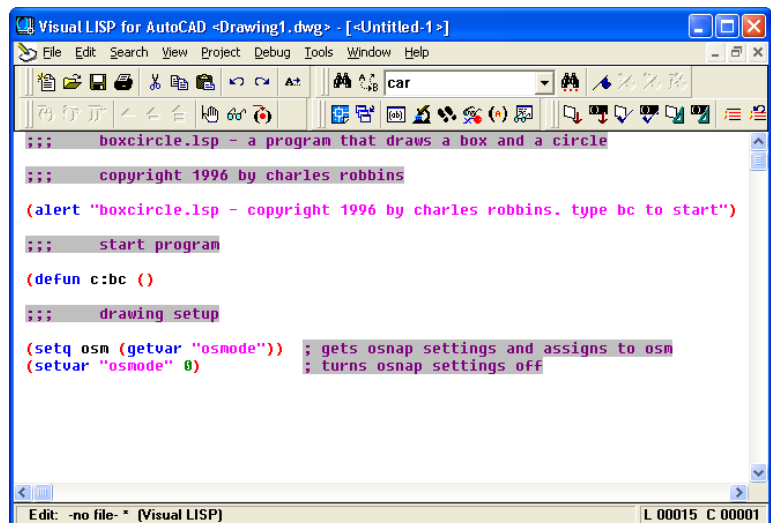 Visual LISP for AutoCAD <Drawing1.dwg> - [<Untitled-1>]
File Edit Search View Project Debug Tools Window Help
car
;;; boxcircle.lsp - a program that draws a box and a circle
;;; copyright 1996 by charles robbins
(alert "boxcircle.lsp - copyright 1996 by charles robbins. type bc to start")
;;; start program
(defun c:bc ()
;;; drawing setup
(setq osm (getvar "osmode")) ; gets osnap settings and assigns to osm
(setvar "osmode" 0) ; turns osnap settings off
Edit: -no file- * (Visual LISP) L 00015 C 00001